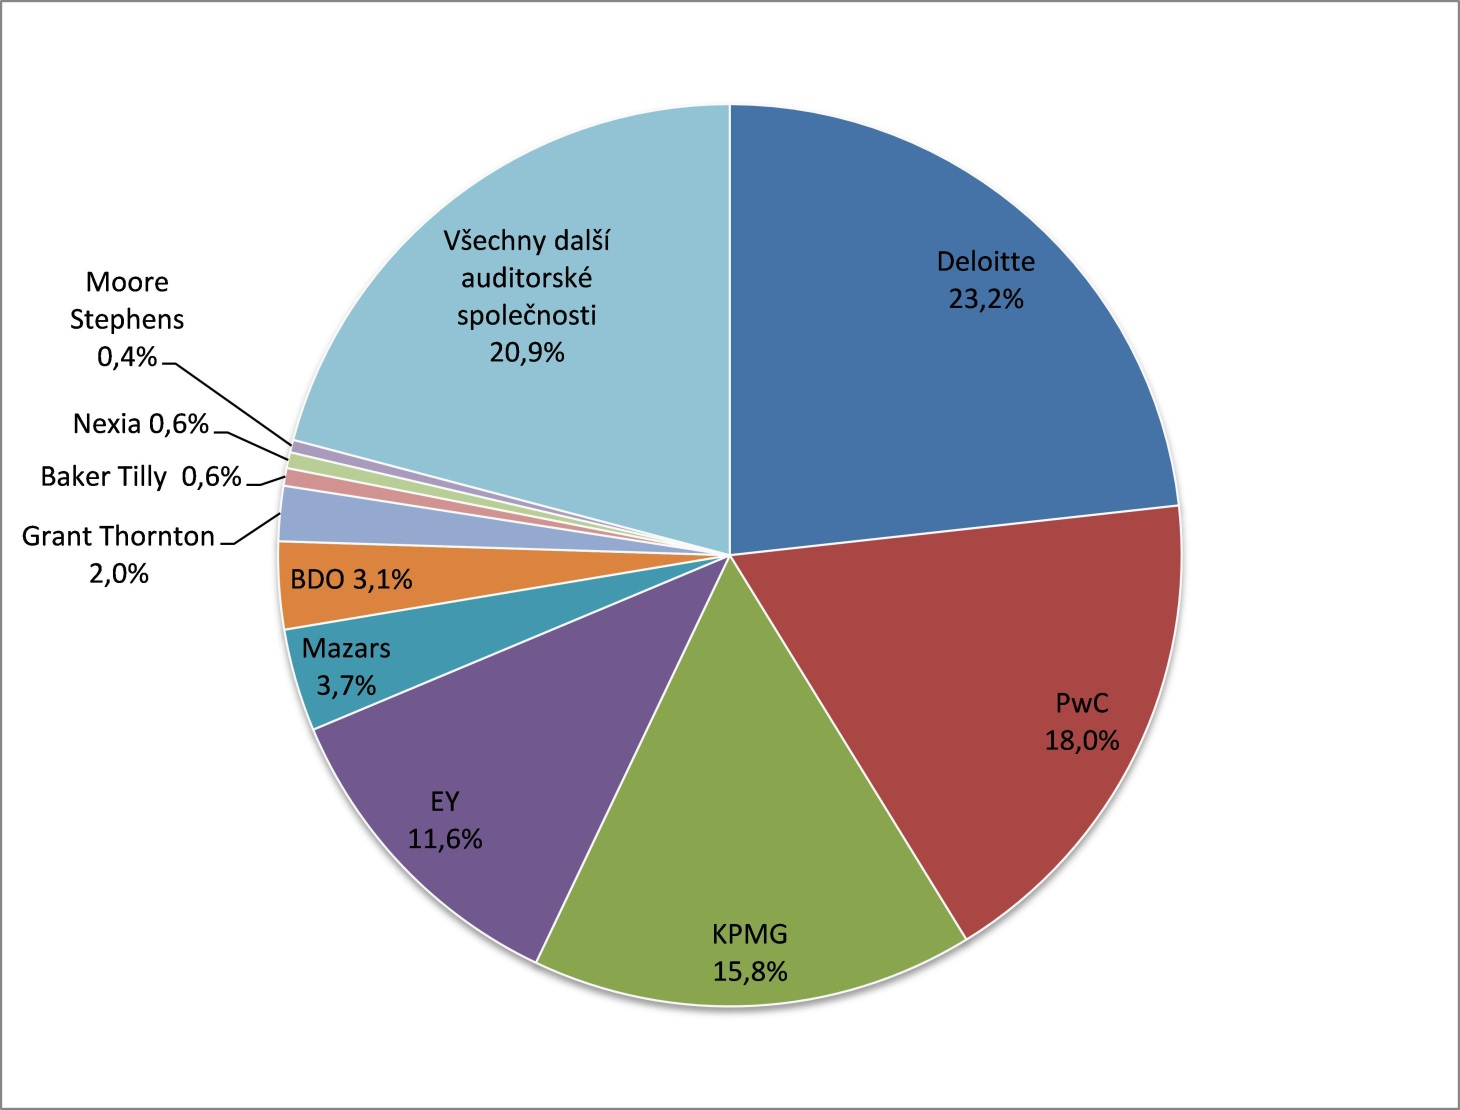 Deloitte
23,2%
PwC
18,0%
KPMG
15,8%
EY
11,6%
Mazars
3,7%
BDO 3,1%
Grant Thornton
2,0%
Baker Tilly  0,6%
Nexia 0,6%
Moore
Stephens
0,4%
Všechny další
auditorské
společnosti
20,9%